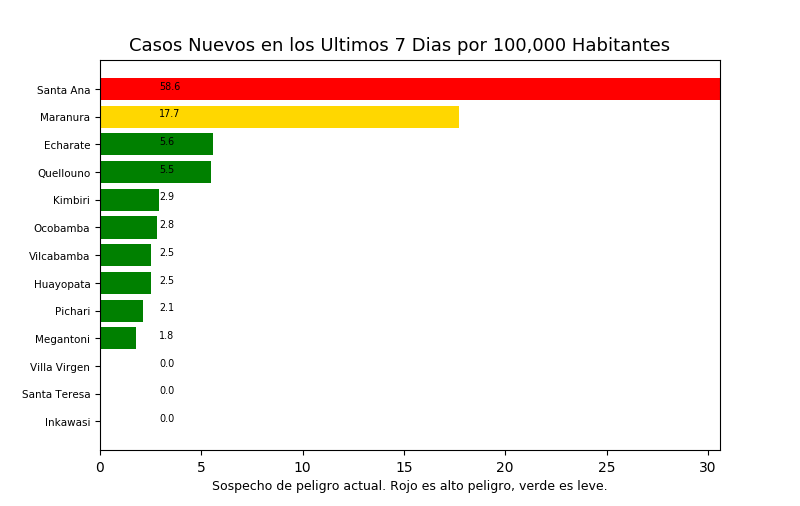 Casos Nuevos en los Ultimos 7 Dias por 100,000 Habitantes
Santa Ana 58.6
Maranura 17.7
Echarate 5.6
Quellouno 5.5
Kimbiri 2.9
Ocobamba 2.8
Vilcabamba 2.5
Huayopata 2.5
Pichari 2.1
Megantoni 1.8
Villa Virgen 0.0
Santa Teresa 0.0
Inkawasi 0.0
0 5 10 15 20 25 30
Sospecho de peligro actual. Rojo es alto peligro, verde es leve.